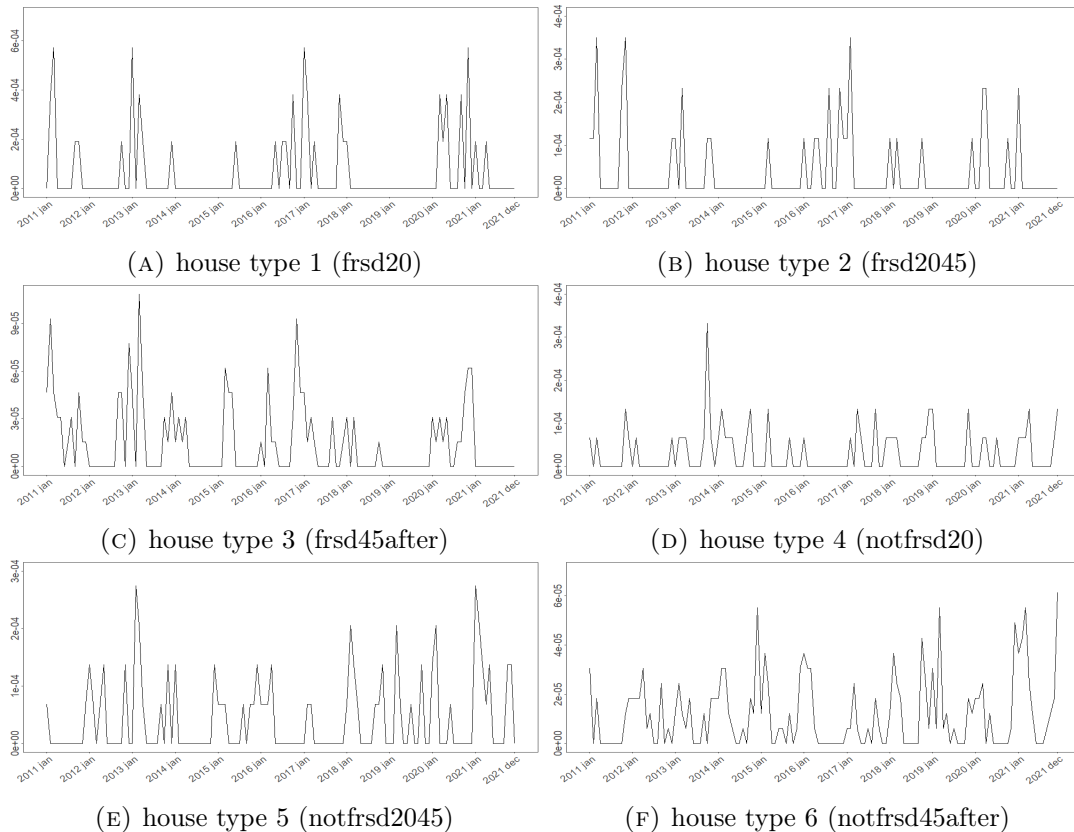 0e+00 2e-04 4e-04 6e-04
2011 jan 2012 jan 2013 jan 2014 jan 2015 jan 2016 jan 2017 jan 2018 jan 2019 jan 2020 jan 2021 jan 2021 dec
(A) house type 1 (frsd20)
0e+00 1e-04 2e-04 3e-04 4e-04
2011 jan 2012 jan 2013 jan 2014 jan 2015 jan 2016 jan 2017 jan 2018 jan 2019 jan 2020 jan 2021 jan 2021 dec
(B) house type 2 (frsd2045)
0e+00 3e-05 6e-05 9e-05
2011 jan 2012 jan 2013 jan 2014 jan 2015 jan 2016 jan 2017 jan 2018 jan 2019 jan 2020 jan 2021 jan 2021 dec
(C) house type 3 (frsd45after)
0e+00 1e-04 2e-04 3e-04 4e-04
2011 jan 2012 jan 2013 jan 2014 jan 2015 jan 2016 jan 2017 jan 2018 jan 2019 jan 2020 jan 2021 jan 2021 dec
(D) house type 4 (notfrsd20)
0e+00 1e-04 2e-04 3e-04
2011 jan 2012 jan 2013 jan 2014 jan 2015 jan 2016 jan 2017 jan 2018 jan 2019 jan 2020 jan 2021 jan 2021 dec
(E) house type 5 (notfrsd2045)
0e+00 2e-05 4e-05 6e-05
2011 jan 2012 jan 2013 jan 2014 jan 2015 jan 2016 jan 2017 jan 2018 jan 2019 jan 2020 jan 2021 jan 2021 dec
(F) house type 6 (notfrsd45after)